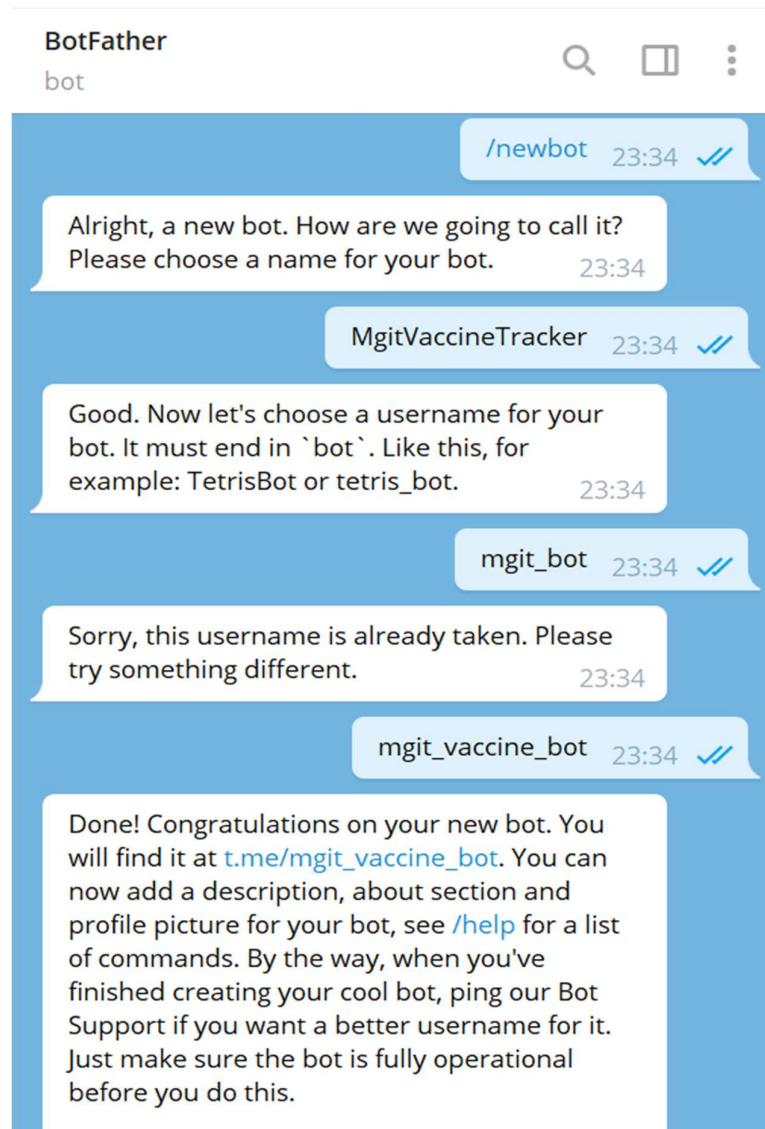 BotFather
bot
/newbot 23:34
Alright, a new bot. How are we going to call it?
Please choose a name for your bot. 23:34
MgitVaccineTracker 23:34
Good. Now let's choose a username for your
bot. It must end in `bot`. Like this, for
example: TetrisBot or tetris_bot. 23:34
mgit_bot 23:34
Sorry, this username is already taken. Please
try something different. 23:34
mgit_vaccine_bot 23:34
Done! Congratulations on your new bot. You
will find it at t.me/mgit_vaccine_bot. You can
now add a description, about section and
profile picture for your bot, see /help for a list
of commands. By the way, when you've
finished creating your cool bot, ping our Bot
Support if you want a better username for it.
Just make sure the bot is fully operational
before you do this.